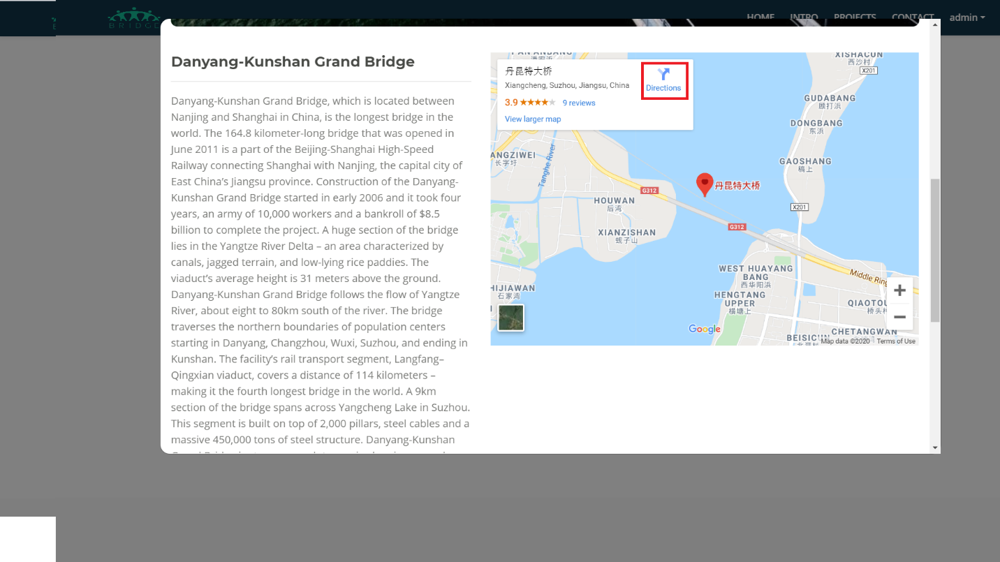 BRIDGE
HOME INTRO PROJECTS CONTACT admin
Danyang-Kunshan Grand Bridge
Danyang-Kunshan Grand Bridge, which is located between
Nanjing and Shanghai in China, is the longest bridge in the
world. The 164.8 kilometer-long bridge that was opened in
June 2011 is a part of the Beijing-Shanghai High-Speed
Railway connecting Shanghai with Nanjing, the capital city of
East China’s Jiangsu province. Construction of the Danyang-
Kunshan Grand Bridge started in early 2006 and it took four
years, an army of 10,000 workers and a bankroll of $8.5
billion to complete the project. A huge section of the bridge
lies in the Yangtze River Delta – an area characterized by
canals, jagged terrain, and low-lying rice paddies. The
viaduct’s average height is 31 meters above the ground.
Danyang-Kunshan Grand Bridge follows the flow of Yangtze
River, about eight to 80km south of the river. The bridge
traverses the northern boundaries of population centers
starting in Danyang, Changzhou, Wuxi, Suzhou, and ending in
Kunshan. The facility’s rail transport segment, Langfang–
Qingxian viaduct, covers a distance of 114 kilometers –
making it the fourth longest bridge in the world. A 9km
section of the bridge spans across Yangcheng Lake in Suzhou.
This segment is built on top of 2,000 pillars, steel cables and a
massive 450,000 tons of steel structure. Danyang-Kunshan
丹昆特大桥
Xiangcheng, Suzhou, Jiangsu, China
3.9 9 reviews
View larger map
Directions
XISHACUN
西沙村
X201
GUDABANG
顾打浜
DONGBANG
东浜
GAOSHANG
稿上
ANGZIWEI
长字圩
Tanghe River
G312
丹昆特大桥
HOUWAN
后湾
X201
XIANZISHAN
蚬子山
G312
WEST HUAYANG
BANG
西华阳浜
Middle Ring
HENGTANG
UPPER
横塘上
HIJIAWAN
石家湾
QIAOTOU
桥头村
Google
CHETANGWAN
BEISICUN
Map data ©2020 Terms of Use